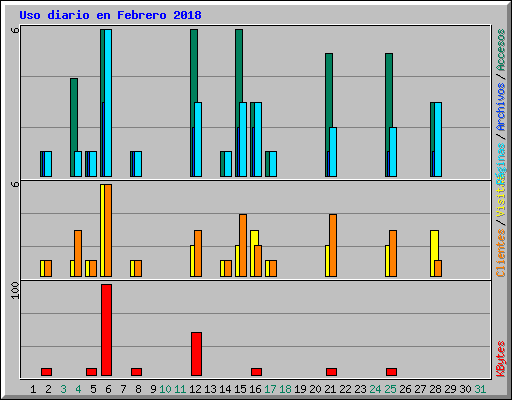 Uso diario en Febrero 2018
6
6
100
Accesos / Archivos / Páginas
Visitas / Clientes
KBytes
1 2 3 4 5 6 7 8 9 10 11 12 13 14 15 16 17 18 19 20 21 22 23 24 25 26 27 28 29 30 31